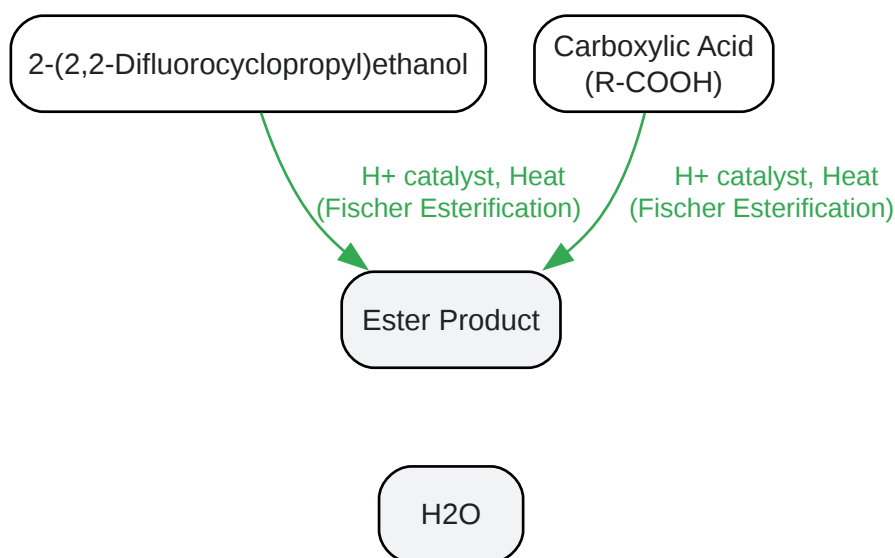 2-(2,2-Difluorocyclopropyl)ethanol
Carboxylic Acid
(R-COOH)
H+ catalyst, Heat
(Fischer Esterification)
H+ catalyst, Heat
(Fischer Esterification)
Ester Product
H2O